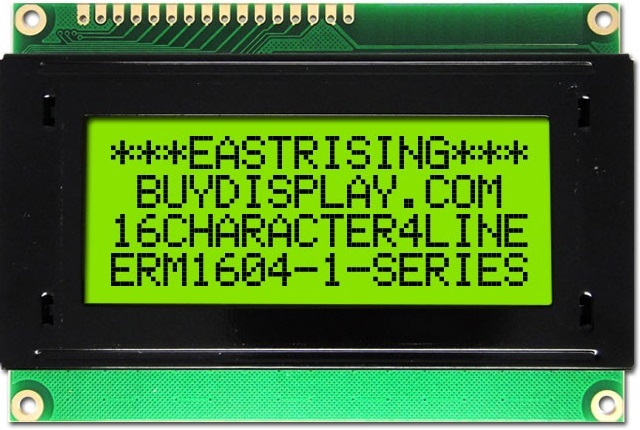 ***EASTRISING***
BUYDISPLAY.COM
16CHARACTER4LINE
ERM1604-1-SERIES